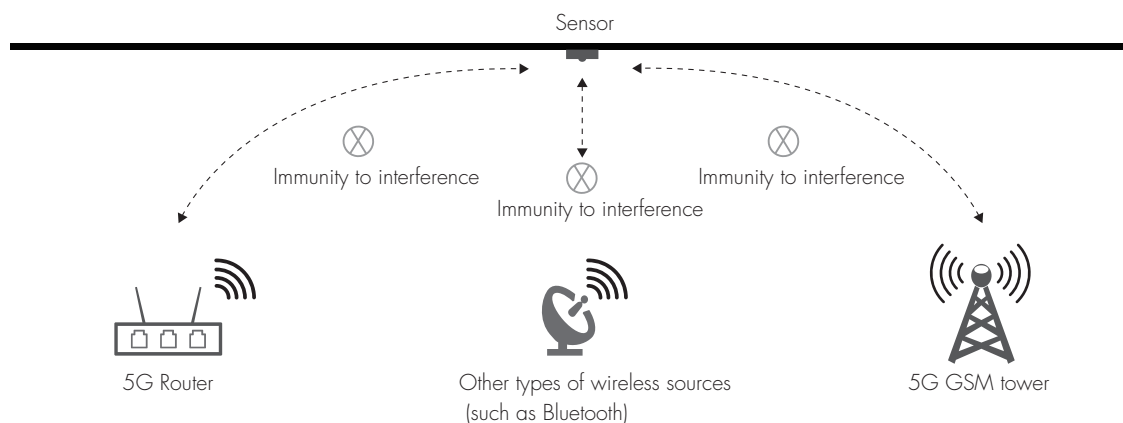 Sensor
Immunity to interference
Immunity to interference
Immunity to interference
5G Router
Other types of wireless sources
(such as Bluetooth)
5G GSM tower